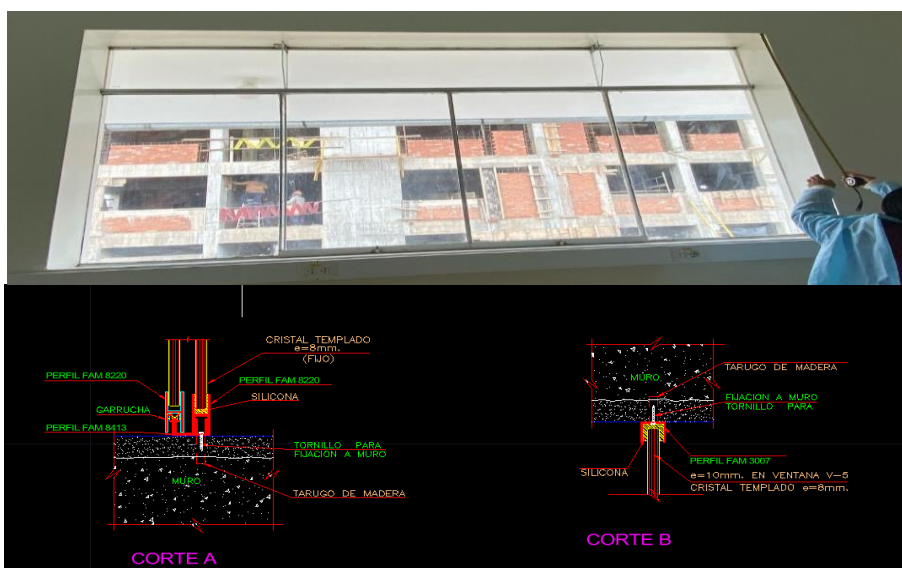 CRISTAL TEMPLADO
e=8mm.
(FIJO)
PERFIL FAM 8220
PERFIL FAM 8220
SILICONA
GARRUCHA
PERFIL FAM 8413
TORNILLO PARA
FIJACION A MURO
MURO
TARUGO DE MADERA
CORTE A
TARUGO DE MADERA
MURO
FIJACION A MURO
TORNILLO PARA
PERFIL FAM 3007
SILICONA
e=10mm. EN VENTANA V-5
CRISTAL TEMPLADO e=8mm.
CORTE B